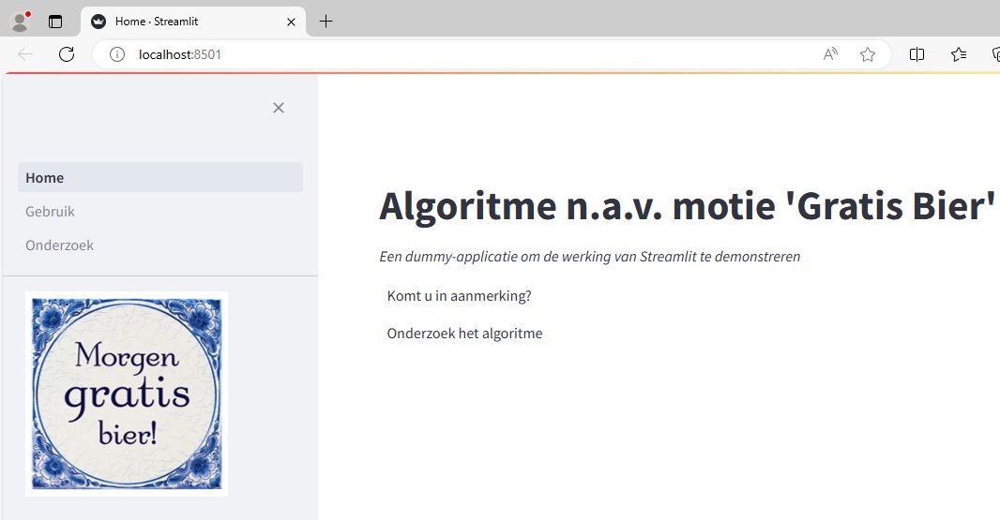 Home · Streamlit
localhost:8501
Home
Gebruik
Onderzoek
Morgen
gratis
bier!
Algoritme n.a.v. motie 'Gratis Bier'
Een dummy-applicatie om de werking van Streamlit te demonstreren
Komt u in aanmerking?
Onderzoek het algoritme